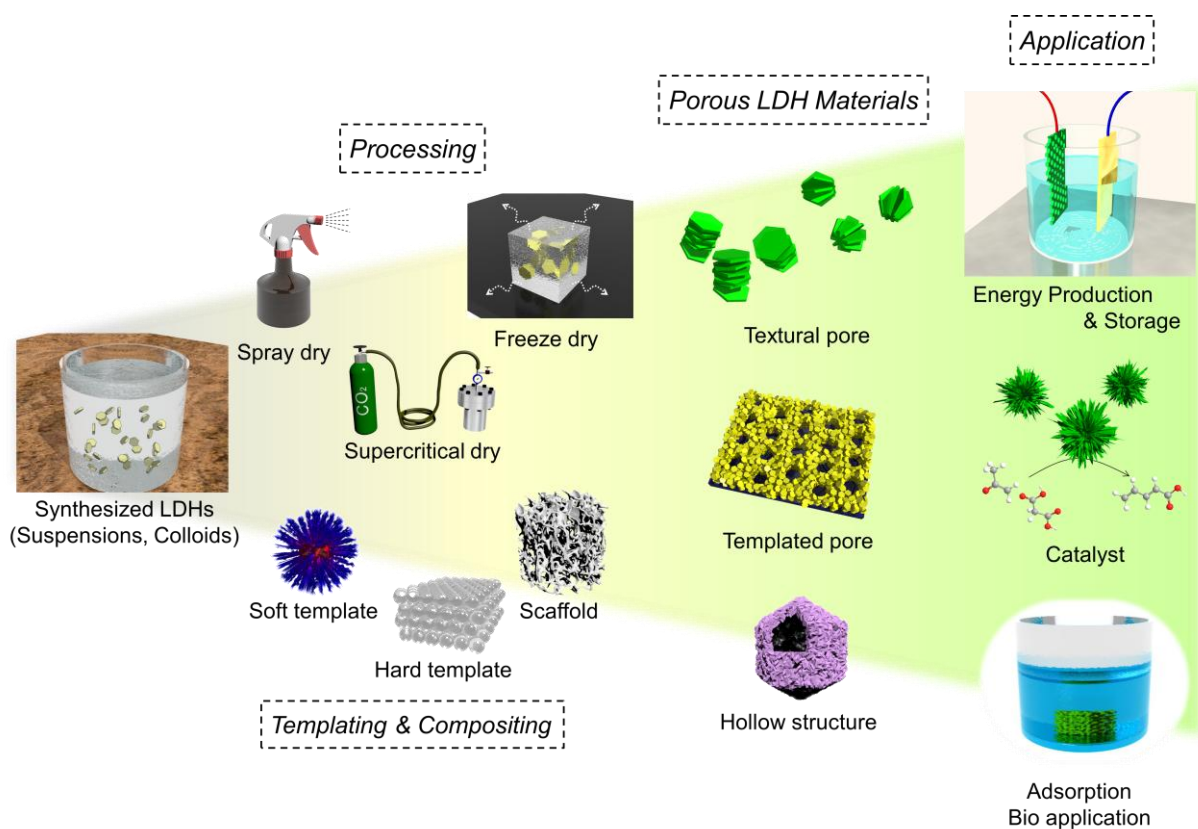 Application
Porous LDH Materials
Processing
Spray dry
Freeze dry
CO2
Supercritical dry
Synthesized LDHs
(Suspensions, Colloids)
Soft template
Hard template
Scaffold
Templating & Compositing
Textural pore
Templated pore
Hollow structure
Energy Production
& Storage
Catalyst
Adsorption
Bio application